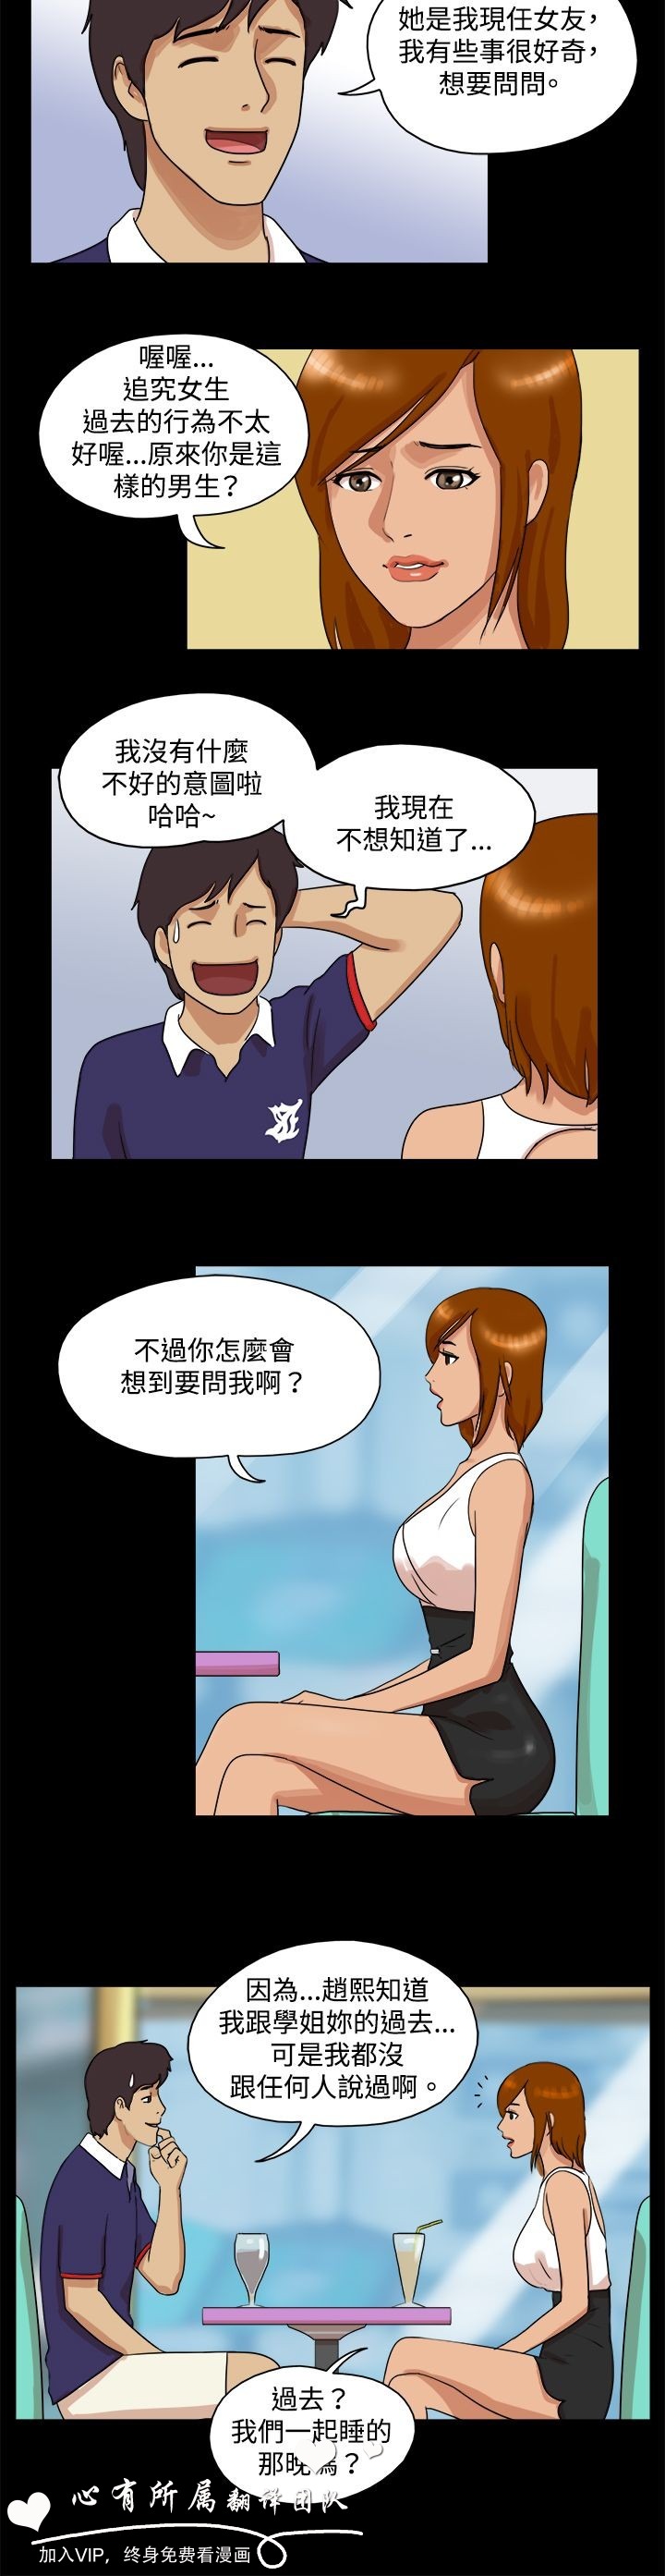 她是我現任女友，
我有些事很好奇，
想要問問。
喔喔...
追究女生
過去的行為不太
好喔...原來你是這
樣的男生？
我沒有什麼
不好的意圖啦
哈哈~
我現在
不想知道了...
不過你怎麼會
想到要問我啊？
因為...趙熙知道
我跟學姐妳的過去...
可是我都沒
跟任何人說過啊。
過去？
我們一起睡的
那晚嗎？
心有所属翻译团队
加入VIP，终身免费看漫画